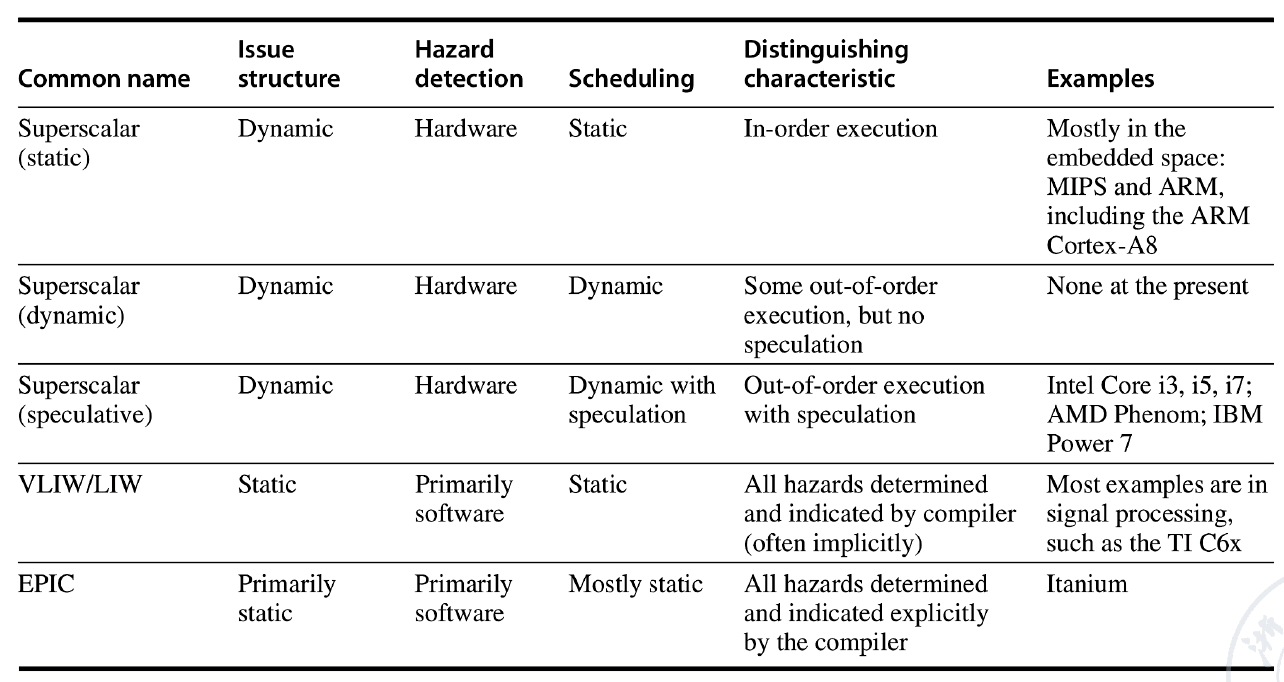 Common name Issue structure Hazard detection Scheduling Distinguishing characteristic Examples
Superscalar (static) Dynamic Hardware Static In-order execution Mostly in the embedded space: MIPS and ARM, including the ARM Cortex-A8
Superscalar (dynamic) Dynamic Hardware Dynamic Some out-of-order execution, but no speculation None at the present
Superscalar (speculative) Dynamic Hardware Dynamic with speculation Out-of-order execution with speculation Intel Core i3, i5, i7; AMD Phenom; IBM Power 7
VLIW/LIW Static Primarily software Static All hazards determined and indicated by compiler (often implicitly) Most examples are in signal processing, such as the TI C6x
EPIC Primarily static Primarily software Mostly static All hazards determined and indicated explicitly by the compiler Itanium